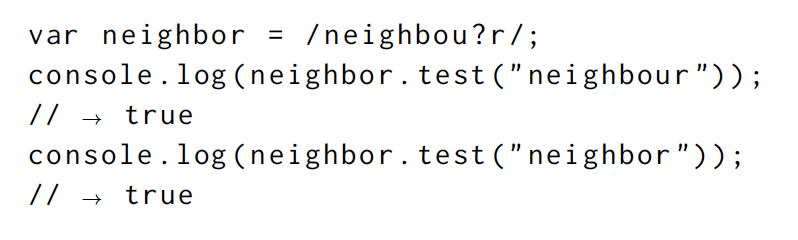 var neighbor = /neighbou?r/;
console.log(neighbor.test("neighbour"));
// → true
console.log(neighbor.test("neighbor"));
// → true